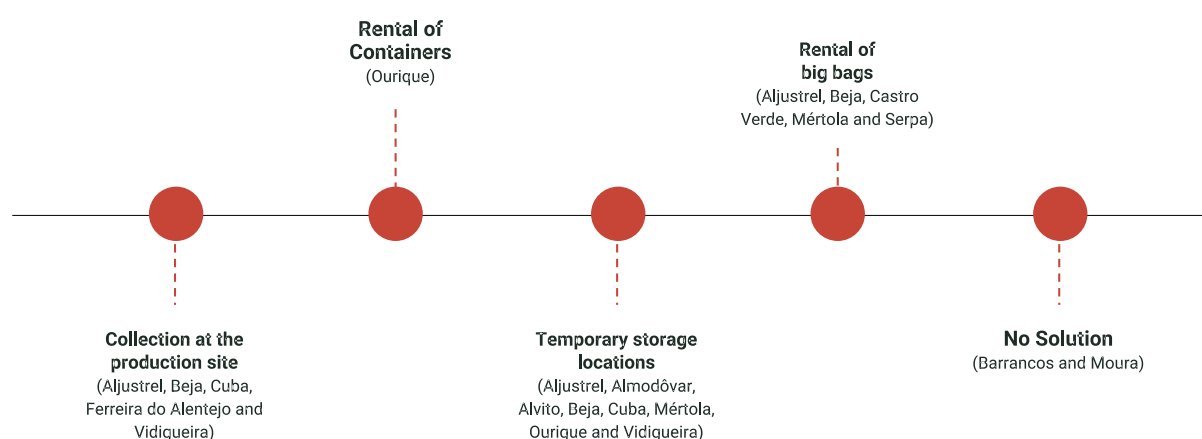 Collection at the
production site
(Aljustrel, Beja, Cuba,
Ferreira do Alentejo and
Vidiqueira)
Rental of
Containers
(Ourique)
Temporary storage
locations
(Aljustrel, Almodôvar,
Alvito, Beja, Cuba, Mértola,
Ourique and Vidiqueira)
Rental of
big bags
(Aljustrel, Beja, Castro
Verde, Mértola and Serpa)
No Solution
(Barrancos and Moura)